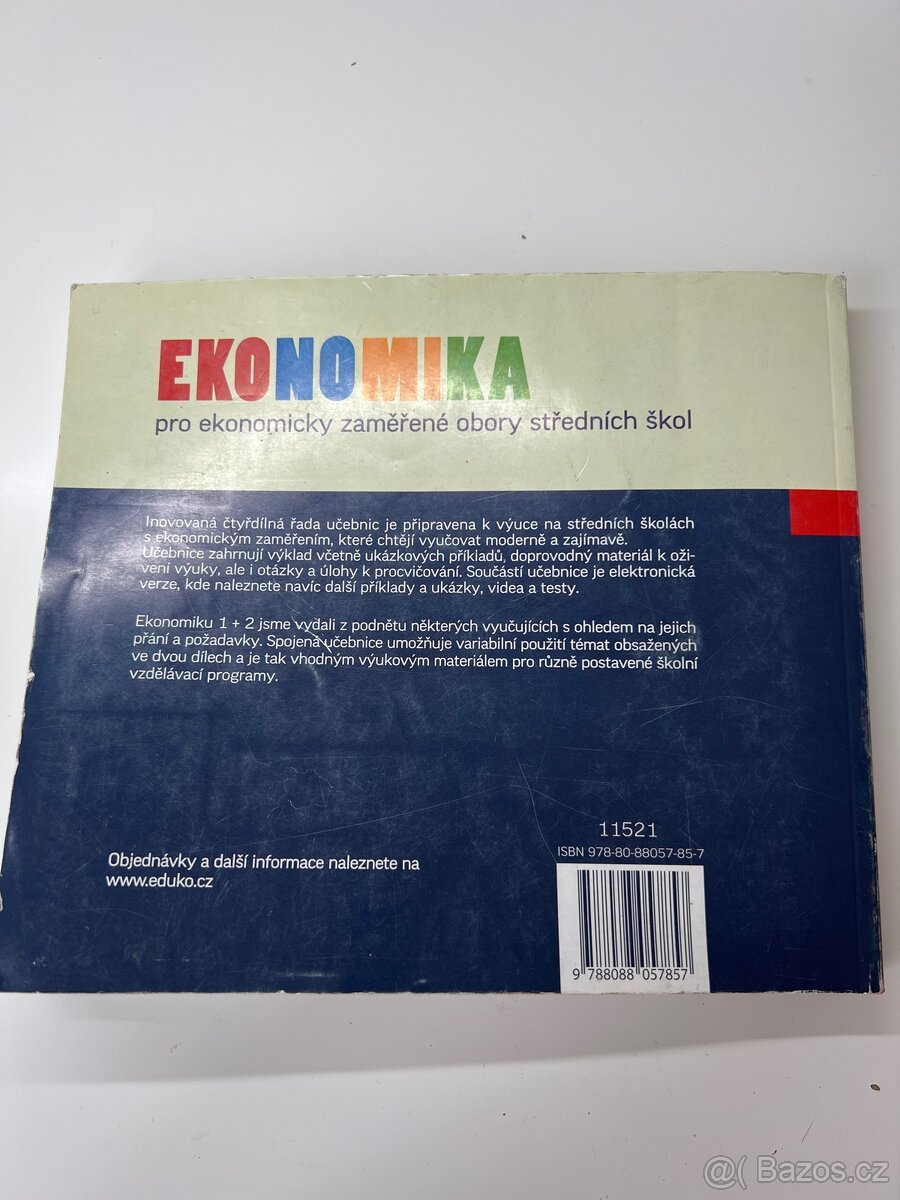 EKONOMIKA
pro ekonomicky zaměřené obory středních škol
Inovovaná čtyřdílná řada učebnic je připravena k výuce na středních školách
s ekonomickým zaměřením, které chtějí vyučovat moderně a zajímavě.
Učebnice zahrnují výklad včetně ukázkových příkladů, doprovodný materiál k oži-
vení výuky, ale i otázky a úlohy k procvičování. Součástí učebnice je elektronická
verze, kde naleznete navíc další příklady a ukázky, videa a testy.
Ekonomiku 1 + 2 jsme vydali z podnětu některých vyučujících s ohledem na jejich
přání a požadavky. Spojená učebnice umožňuje variabilní použití témat obsažených
ve dvou dílech a je tak vhodným výukovým materiálem pro různě postavené školní
vzdělávací programy.
Objednávky a další informace naleznete na
www.eduko.cz
11521
ISBN 978-80-88057-85-7
9 788088 057857
@( Bazos.cz